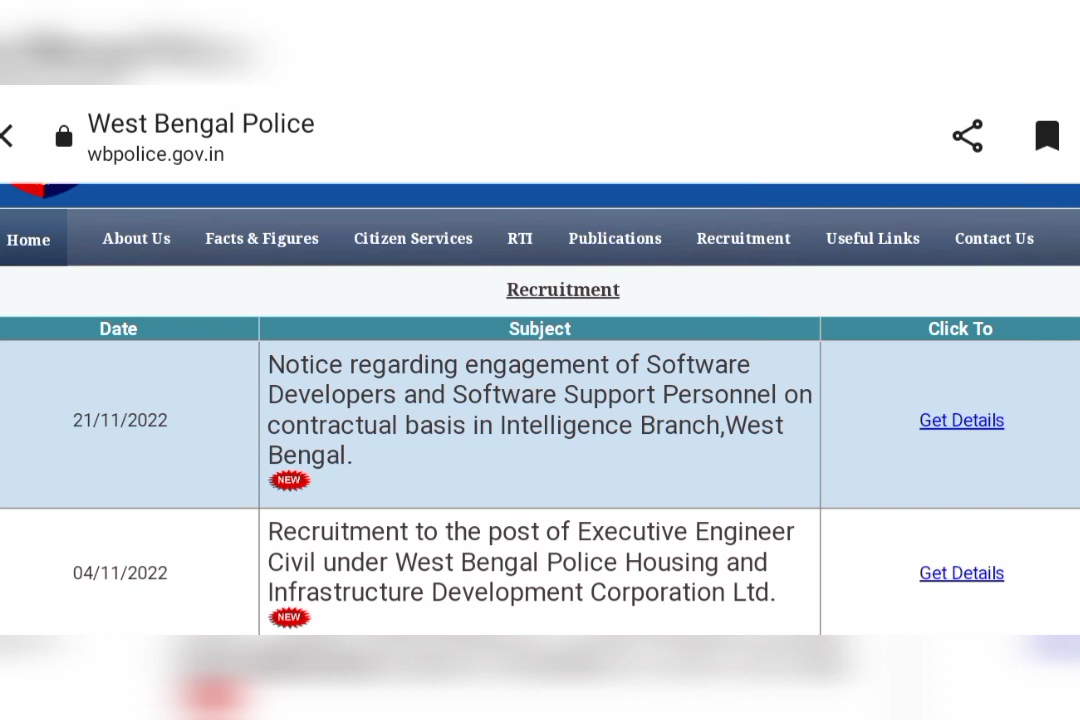 West Bengal Police
wbpolice.gov.in
Home About Us Facts & Figures Citizen Services RTI Publications Recruitment Useful Links Contact Us
Recruitment
Date Subject Click To
Notice regarding engagement of Software
Developers and Software Support Personnel on
21/11/2022 contractual basis in Intelligence Branch,West Get Details
Bengal.
NEW
Recruitment to the post of Executive Engineer
04/11/2022 Civil under West Bengal Police Housing and Get Details
Infrastructure Development Corporation Ltd.
NEW